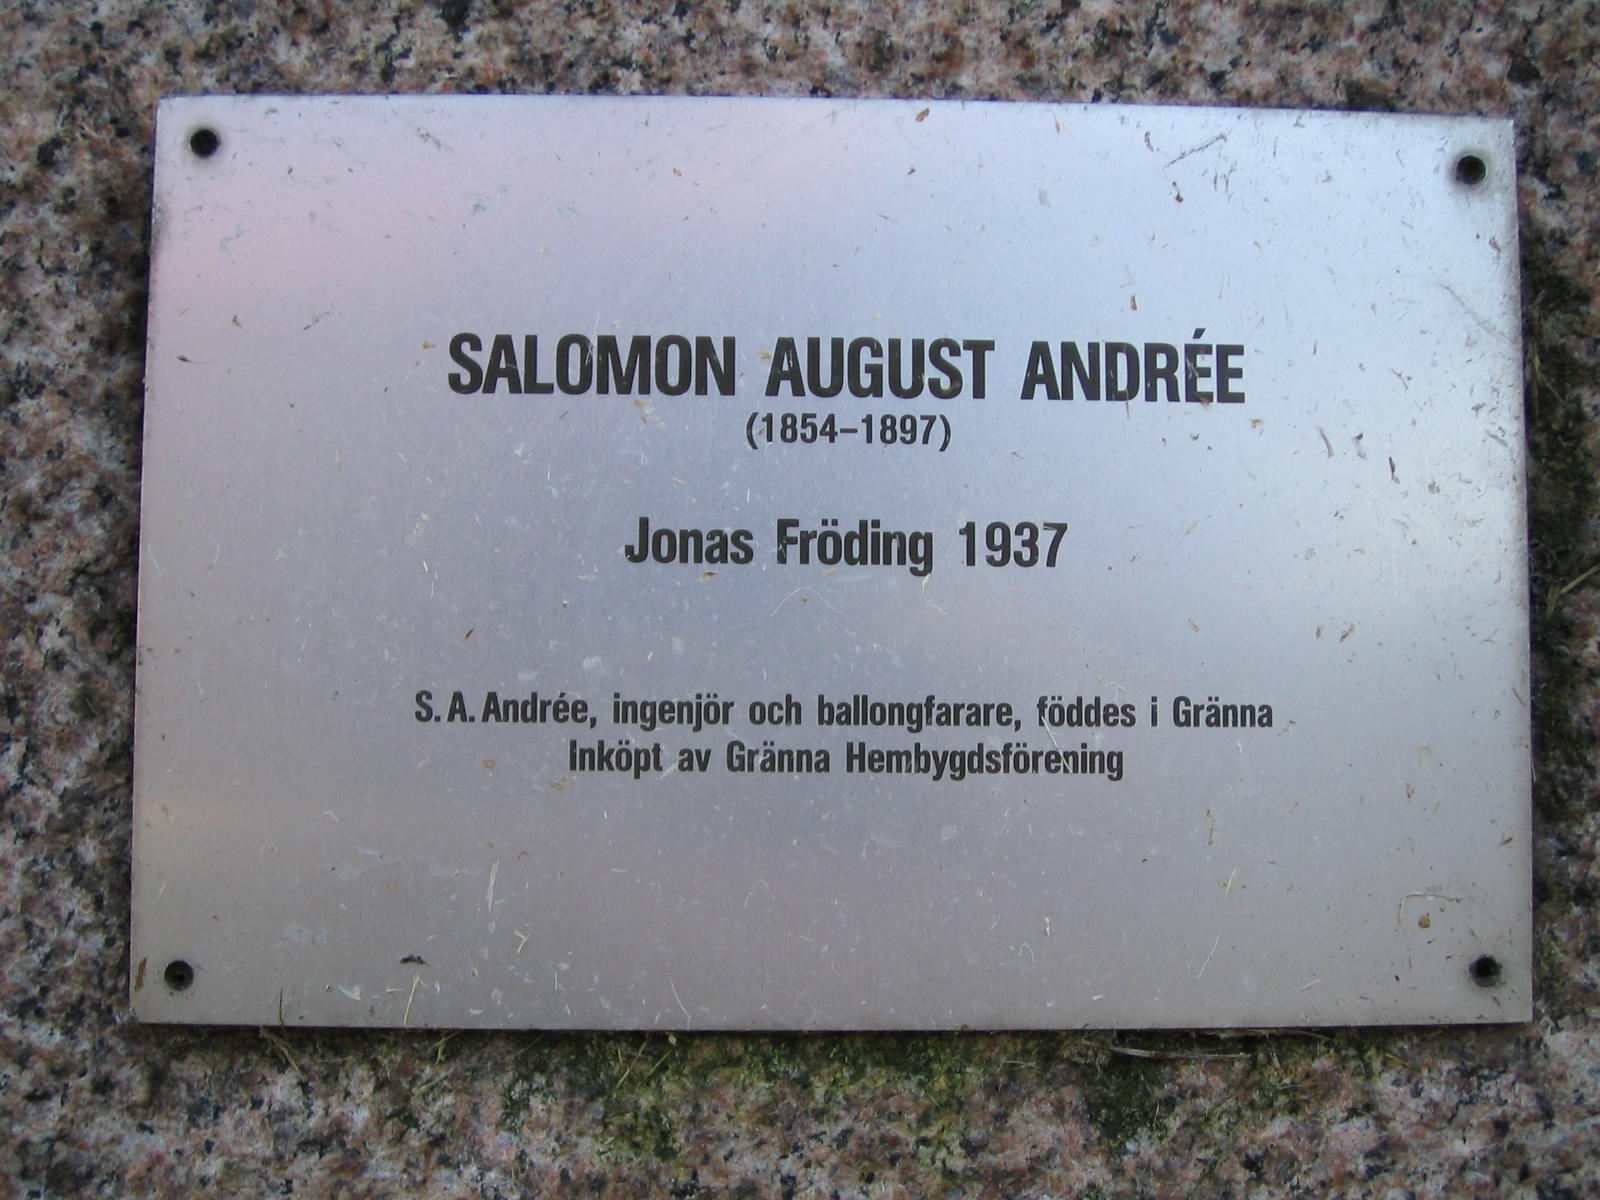 SALOMON AUGUST ANDRÉE
(1854–1897)
Jonas Fröding 1937
S. A. Andrée, ingenjör och ballongfarare, föddes i Gränna
Inköpt av Gränna Hembygdsförening